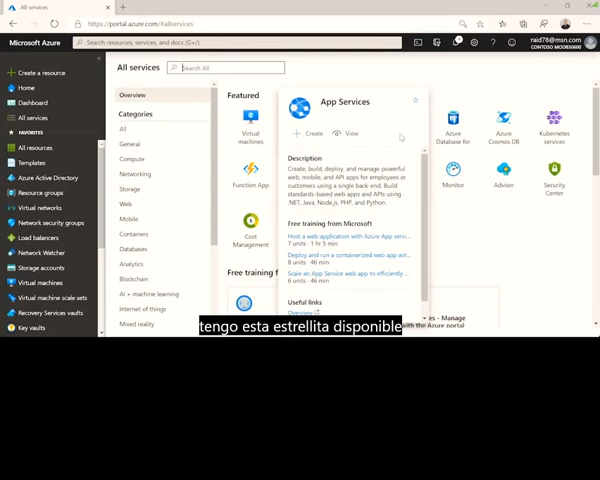 All services
https://portal.azure.com/#allservices
Microsoft Azure
Search resources, services, and docs (G+/)
raid78@msn.com
All services
Search All
Create a resource
Home
Dashboard
All services
FAVORITES
All resources
Templates
Azure Active Directory
Resource groups
Virtual networks
Network security groups
Load balancers
Network Watcher
Storage accounts
Virtual machines
Virtual machine scale sets
Recovery Services vaults
Key vaults
Overview
Categories
All
General
Compute
Networking
Storage
Web
Mobile
Containers
Databases
Analytics
Blockchain
AI + machine learning
Internet of things
Mixed reality
Featured
Virtual machines
Function App
Cost Management
Free training f
App Services
Create
View
Description
Create, build, deploy, and manage powerful
web, mobile, and API apps for employees or
customers using a single back-end. Build
standards-based web apps and APIs using
.NET, Java, Node.js, PHP, and Python.
Free training from Microsoft
Host a web application with Azure App servi...
7 units · 1 hr 5 min
Deploy and run a containerized web app wit...
8 units · 46 min
Scale an App Service web app to efficiently ...
6 units · 46 min
Useful links
Overview
Azure Database for
Azure Cosmos DB
Kubernetes services
Monitor
Advisor
Security Center
es - Manage
with the Azure portal
tengo esta estrellita disponible